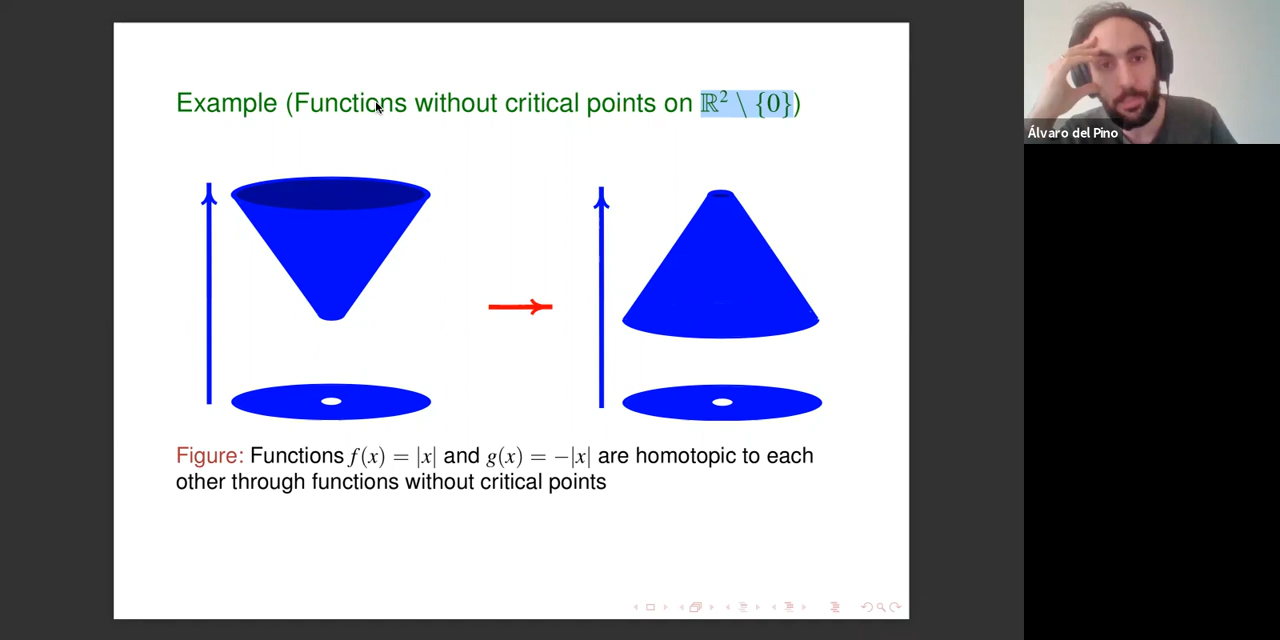 Example (Functions without critical points on ℝ² \ {0})
Figure: Functions f(x) = |x| and g(x) = −|x| are homotopic to each
other through functions without critical points
Álvaro del Pino